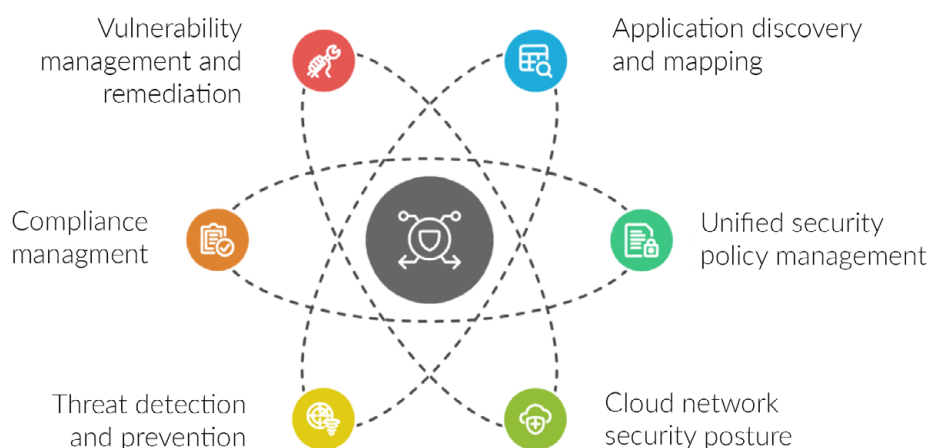 Vulnerability
management and
remediation
Application discovery
and mapping
Compliance
managment
Unified security
policy management
Threat detection
and prevention
Cloud network
security posture